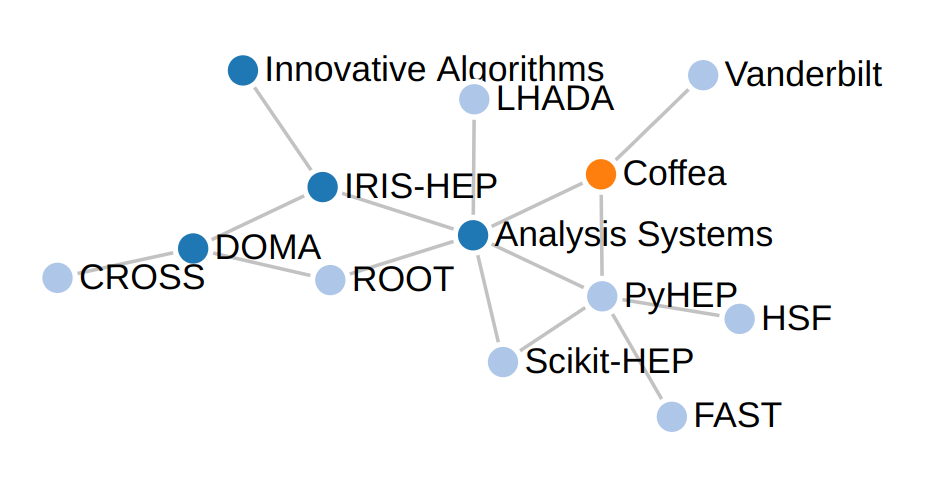 Innovative Algorithms
Vanderbilt
LHADA
Coffea
IRIS-HEP
Analysis Systems
DOMA
CROSS
ROOT
PyHEP
HSF
Scikit-HEP
FAST